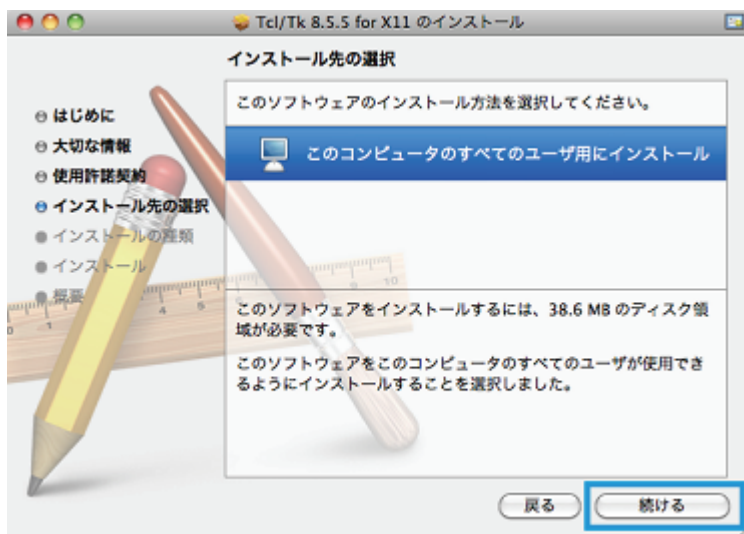 Tcl/Tk 8.5.5 for X11 のインストール
インストール先の選択
はじめに
大切な情報
使用許諾契約
インストール先の選択
インストールの種類
インストール
概要
このソフトウェアのインストール方法を選択してください。
このコンピュータのすべてのユーザ用にインストール
このソフトウェアをインストールするには、38.6 MB のディスク領
域が必要です。
このソフトウェアをこのコンピュータのすべてのユーザが使用でき
るようにインストールすることを選択しました。
戻る
続ける